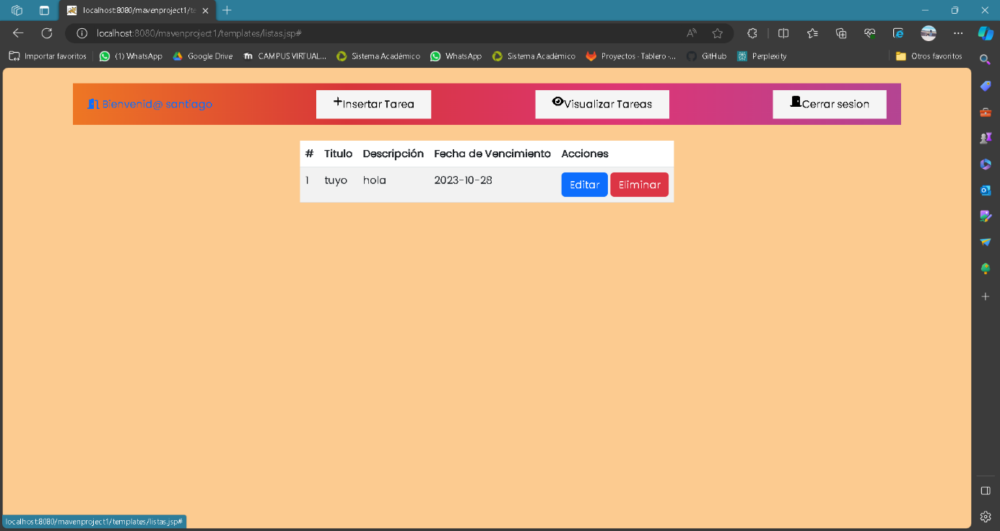 localhost:8080/mavenproject1/te
localhost:8080/mavenproject1/templates/listas.jsp#
Importar favoritos (1) WhatsApp Google Drive CAMPUS VIRTUAL... Sistema Académico WhatsApp Sistema Académico Proyectos · Tablero ·... GitHub Perplexity Otros favoritos
Bienvenid@ santiago Insertar Tarea Visualizar Tareas Cerrar sesion
# Titulo Descripción Fecha de Vencimiento Acciones
1 tuyo hola 2023-10-28 Editar Eliminar
localhost:8080/mavenproject1/templates/listas.jsp#